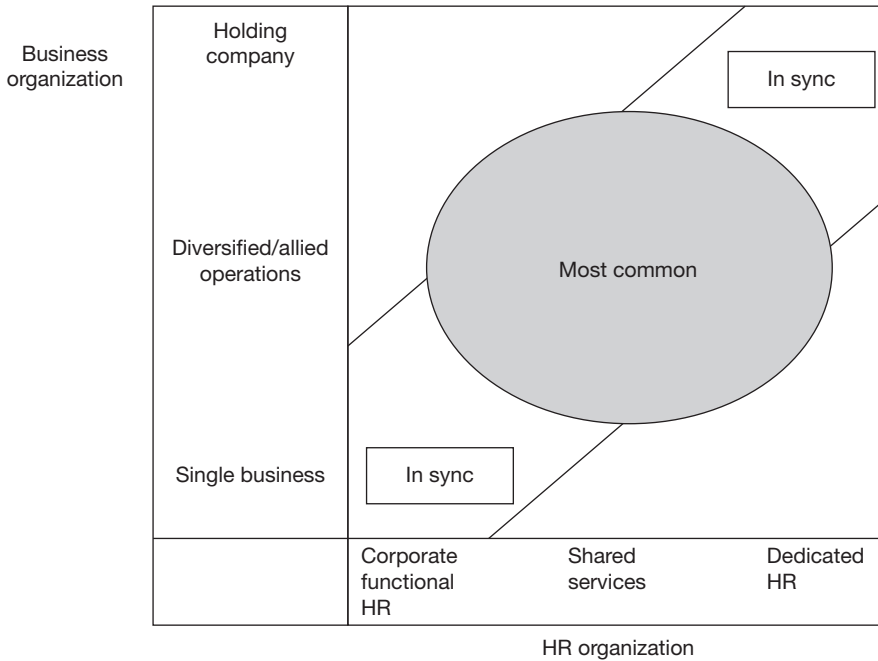 Business
organization
Holding
company
In sync
Diversified/allied
operations
Most common
Single business
In sync
Corporate
functional
HR
Shared
services
Dedicated
HR
HR organization